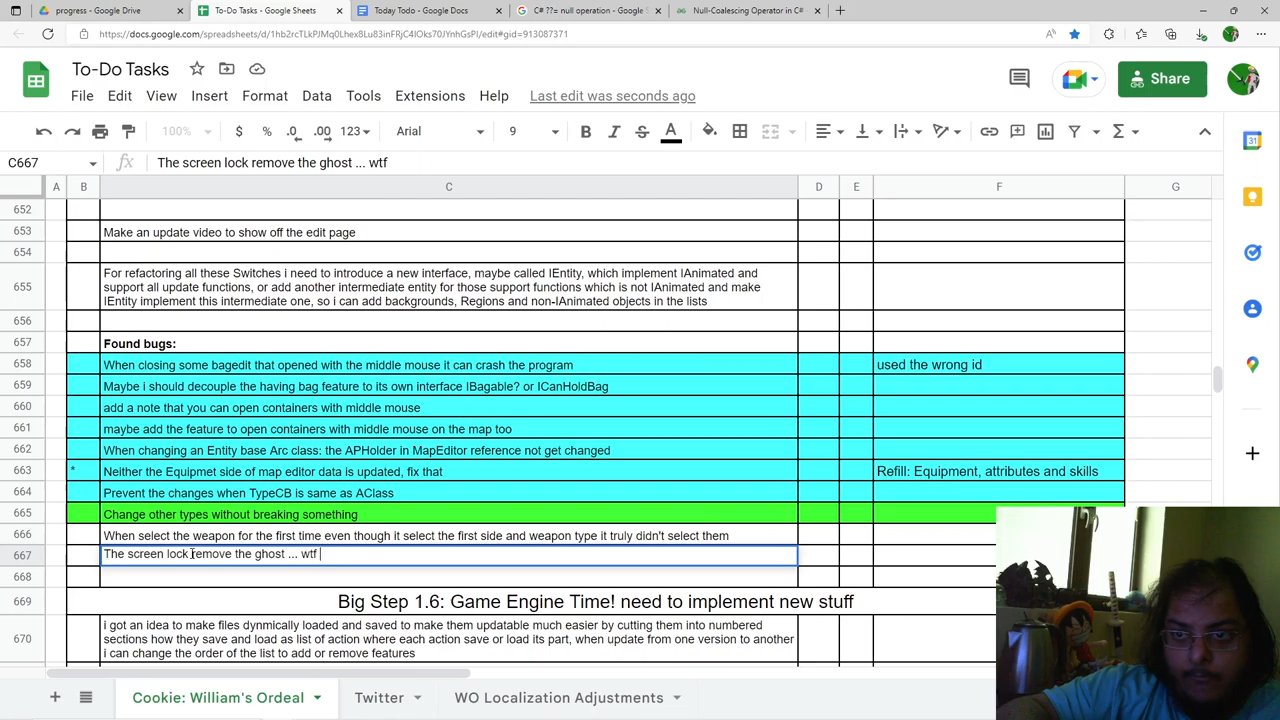 progress - Google Drive
To-Do Tasks - Google Sheets
Today Todo - Google Docs
C# ??= null operation - Google S
Null-Coalescing Operator in C#
https://docs.google.com/spreadsheets/d/1hb2rcTLkPJMq0Lhex8Lu83inFRjC4IOks70JYnhGsPI/edit#gid=913087371
To-Do Tasks
Share
File Edit View Insert Format Data Tools Extensions Help Last edit was seconds ago
100% $ % .0 .00 123 Arial 9 B I S A
C667 fx The screen lock remove the ghost ... wtf
A B C D E F G
652
653 Make an update video to show off the edit page
654
655 For refactoring all these Switches i need to introduce a new interface, maybe called IEntity, which implement IAnimated and
support all update functions, or add another intermediate entity for those support functions which is not IAnimated and make
IEntity implement this intermediate one, so i can add backgrounds, Regions and non-IAnimated objects in the lists
656
657 Found bugs:
658 When closing some bagedit that opened with the middle mouse it can crash the program used the wrong id
659 Maybe i should decouple the having bag feature to its own interface IBagable? or ICanHoldBag
660 add a note that you can open containers with middle mouse
661 maybe add the feature to open containers with middle mouse on the map too
662 When changing an Entity base Arc class: the APHolder in MapEditor reference not get changed
663 * Neither the Equipmet side of map editor data is updated, fix that Refill: Equipment, attributes and skills
664 Prevent the changes when TypeCB is same as AClass
665 Change other types without breaking something
666 When select the weapon for the first time even though it select the first side and weapon type it truly didn't select them
667 The screen lock remove the ghost ... wtf
668
669 Big Step 1.6: Game Engine Time! need to implement new stuff
670 i got an idea to make files dynmically loaded and saved to make them updatable much easier by cutting them into numbered
sections how they save and load as list of action where each action save or load its part, when update from one version to another
i can change the order of the list to add or remove features
Cookie: William's Ordeal Twitter WO Localization Adjustments